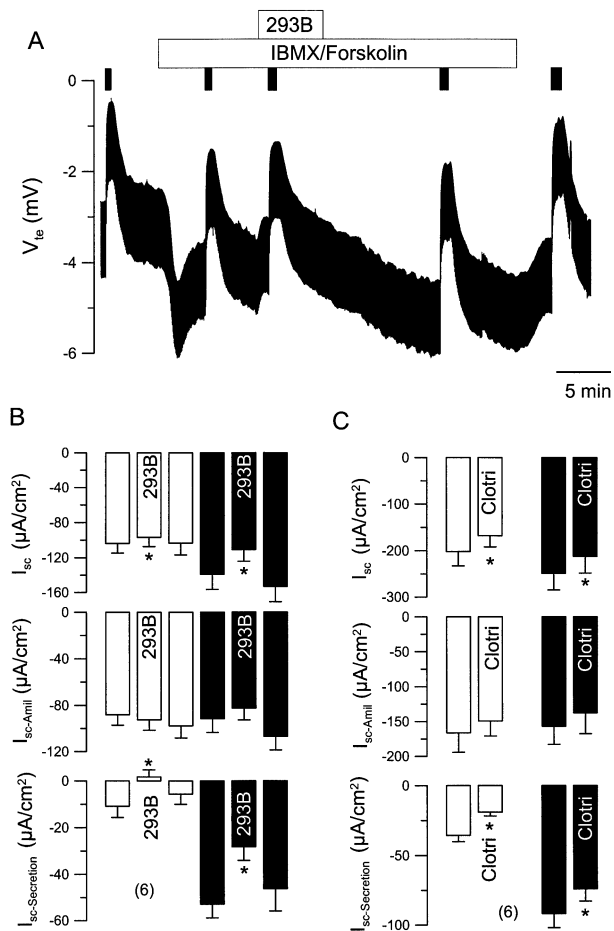 A
293B
IBMX/Forskolin
0
-2
-4
-6
Vte (mV)
5 min
B
0
-40
-80
-120
-160
Isc (µA/cm²)
293B
*
293B
*
0
-40
-80
-120
Isc-Amil (µA/cm²)
293B
293B
0
-20
-40
-60
Isc-Secretion (µA/cm²)
*
293B
293B
*
(6)
C
0
-100
-200
-300
Isc (µA/cm²)
Clotri
*
Clotri
*
0
-50
-100
-150
-200
Isc-Amil (µA/cm²)
Clotri
Clotri
0
-50
-100
Isc-Secretion (µA/cm²)
*
Clotri
Clotri
*
(6)